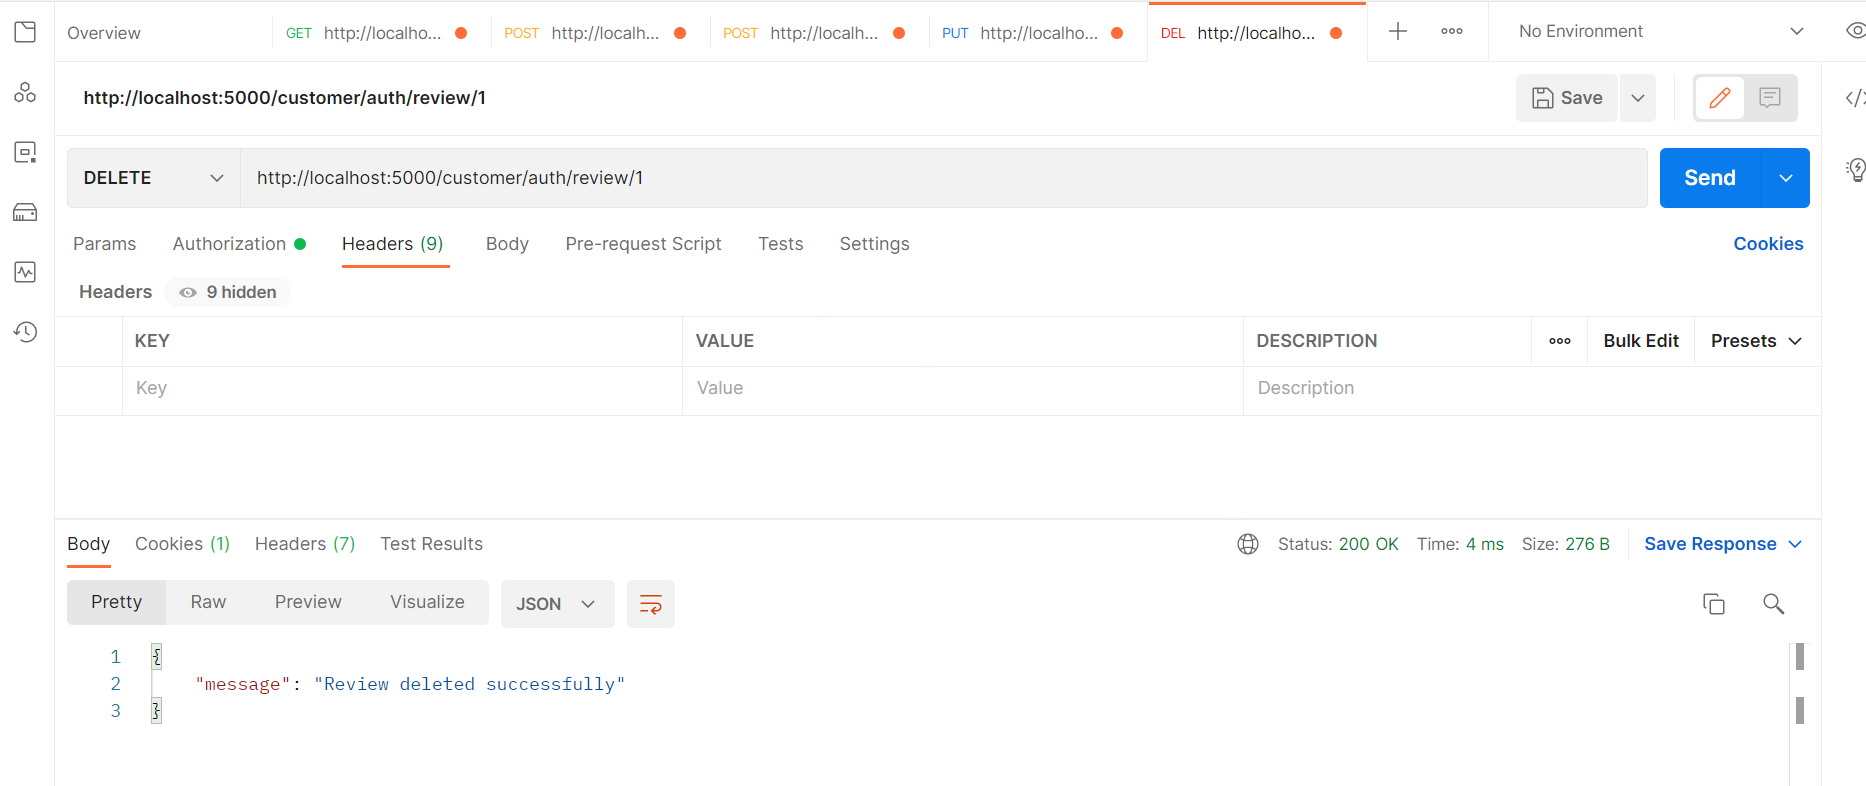 Overview GET http://localho... POST http://localh... POST http://localh... PUT http://localho... DEL http://localho... No Environment
http://localhost:5000/customer/auth/review/1 Save
DELETE http://localhost:5000/customer/auth/review/1 Send
Params Authorization Headers (9) Body Pre-request Script Tests Settings Cookies
Headers 9 hidden
KEY VALUE DESCRIPTION Bulk Edit Presets
Key Value Description
Body Cookies (1) Headers (7) Test Results Status: 200 OK Time: 4 ms Size: 276 B Save Response
Pretty Raw Preview Visualize JSON
1 {
2 "message": "Review deleted successfully"
3 }